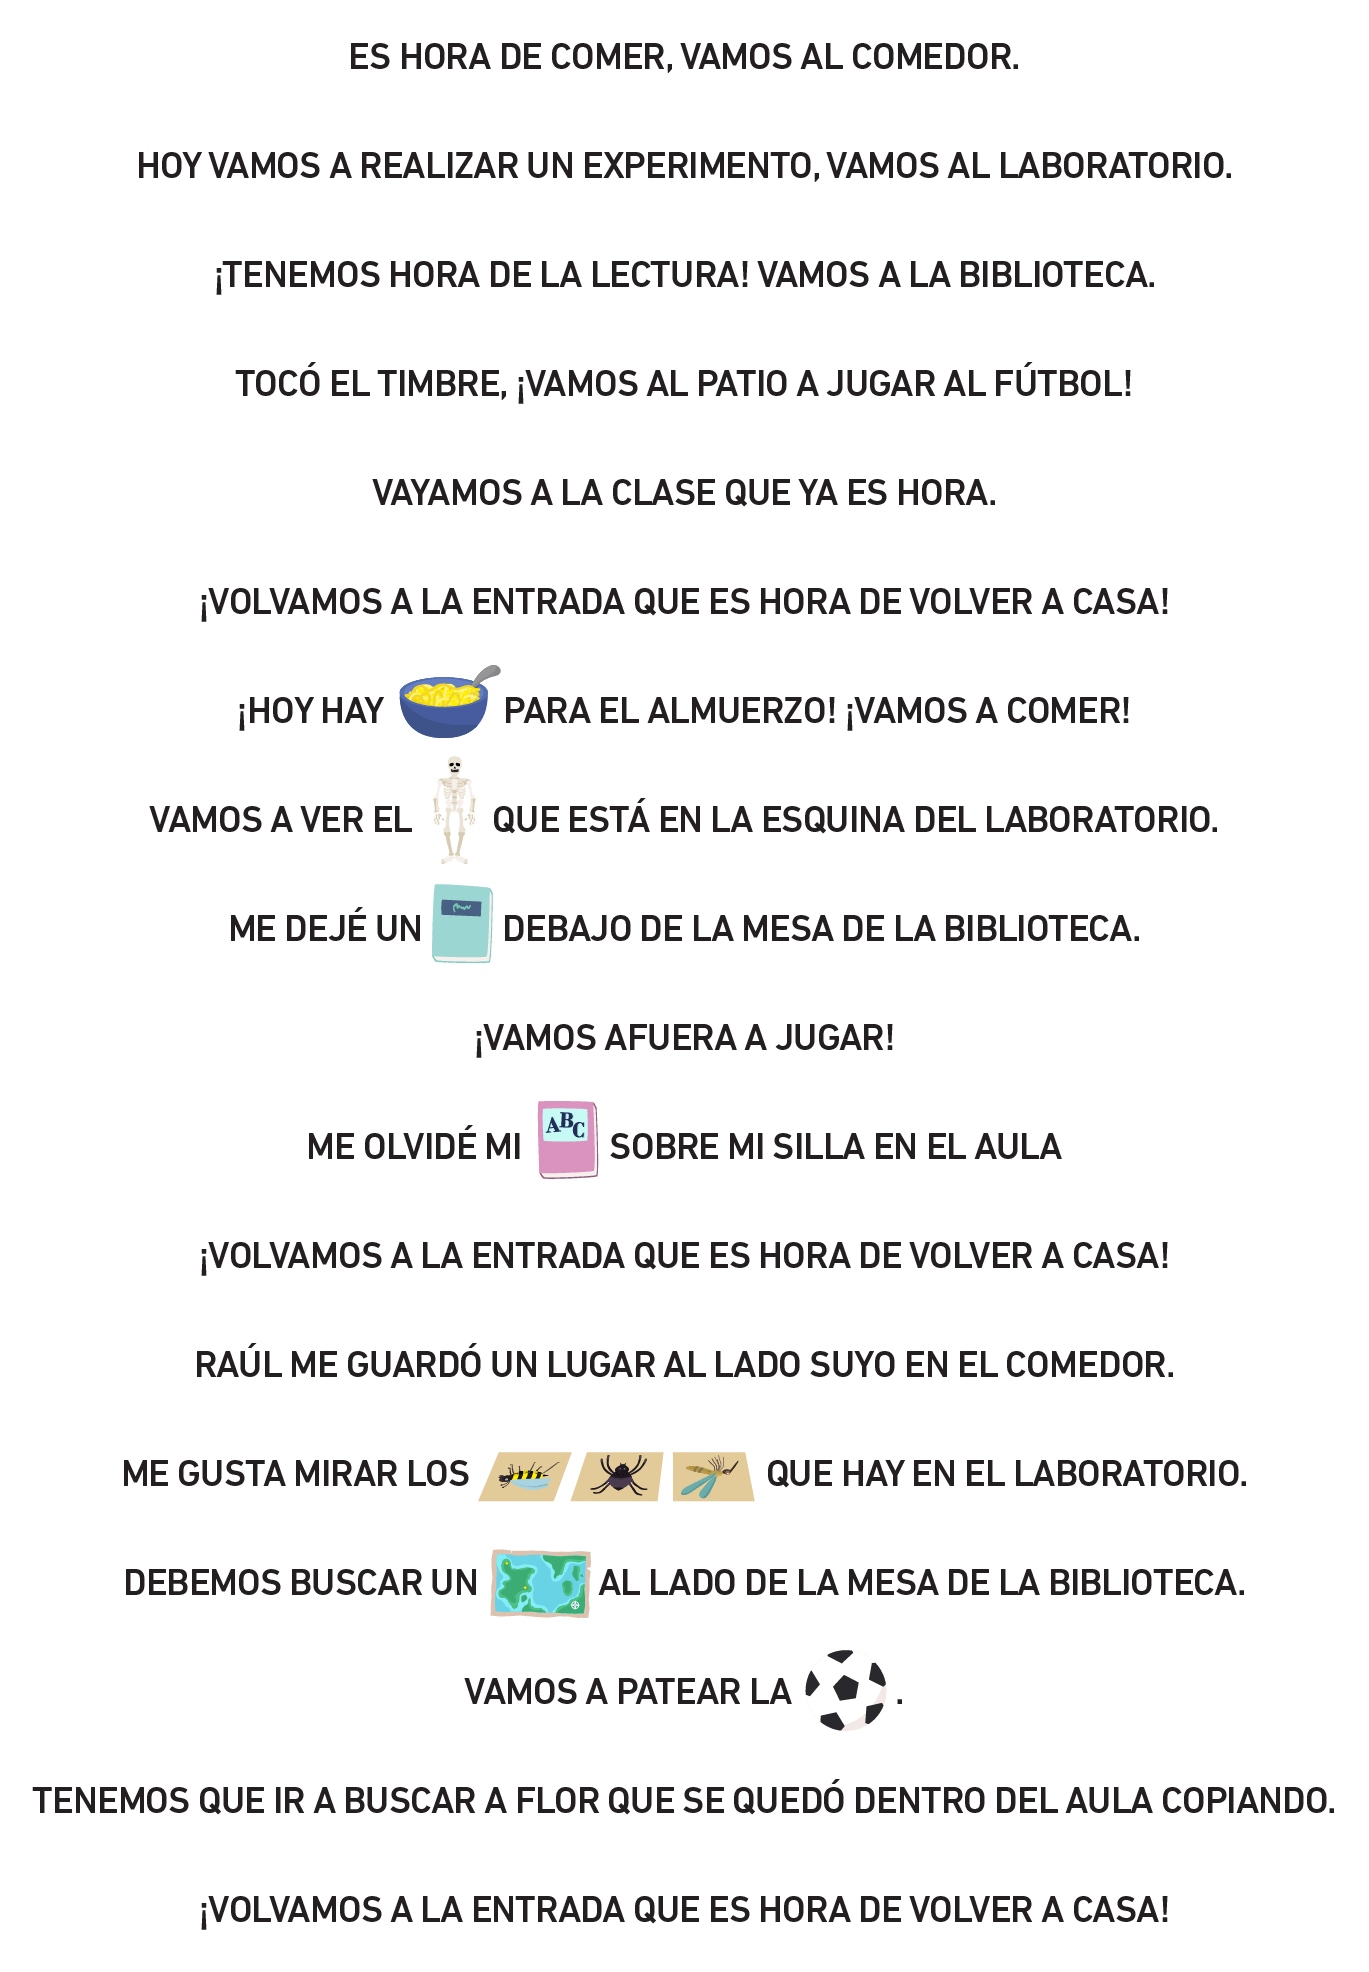 ES HORA DE COMER, VAMOS AL COMEDOR.
HOY VAMOS A REALIZAR UN EXPERIMENTO, VAMOS AL LABORATORIO.
¡TENEMOS HORA DE LA LECTURA! VAMOS A LA BIBLIOTECA.
TOCÓ EL TIMBRE, ¡VAMOS AL PATIO A JUGAR AL FÚTBOL!
VAYAMOS A LA CLASE QUE YA ES HORA.
¡VOLVAMOS A LA ENTRADA QUE ES HORA DE VOLVER A CASA!
¡HOY HAY PARA EL ALMUERZO! ¡VAMOS A COMER!
VAMOS A VER EL QUE ESTÁ EN LA ESQUINA DEL LABORATORIO.
ME DEJÉ UN DEBAJO DE LA MESA DE LA BIBLIOTECA.
¡VAMOS AFUERA A JUGAR!
ME OLVIDÉ MI ABC SOBRE MI SILLA EN EL AULA
¡VOLVAMOS A LA ENTRADA QUE ES HORA DE VOLVER A CASA!
RAÚL ME GUARDÓ UN LUGAR AL LADO SUYO EN EL COMEDOR.
ME GUSTA MIRAR LOS QUE HAY EN EL LABORATORIO.
DEBEMOS BUSCAR UN AL LADO DE LA MESA DE LA BIBLIOTECA.
VAMOS A PATEAR LA .
TENEMOS QUE IR A BUSCAR A FLOR QUE SE QUEDÓ DENTRO DEL AULA COPIANDO.
¡VOLVAMOS A LA ENTRADA QUE ES HORA DE VOLVER A CASA!